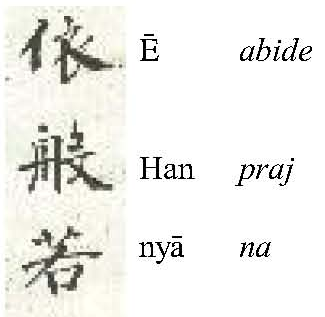 依 Ē abide
般 Han praj
若 nyā na